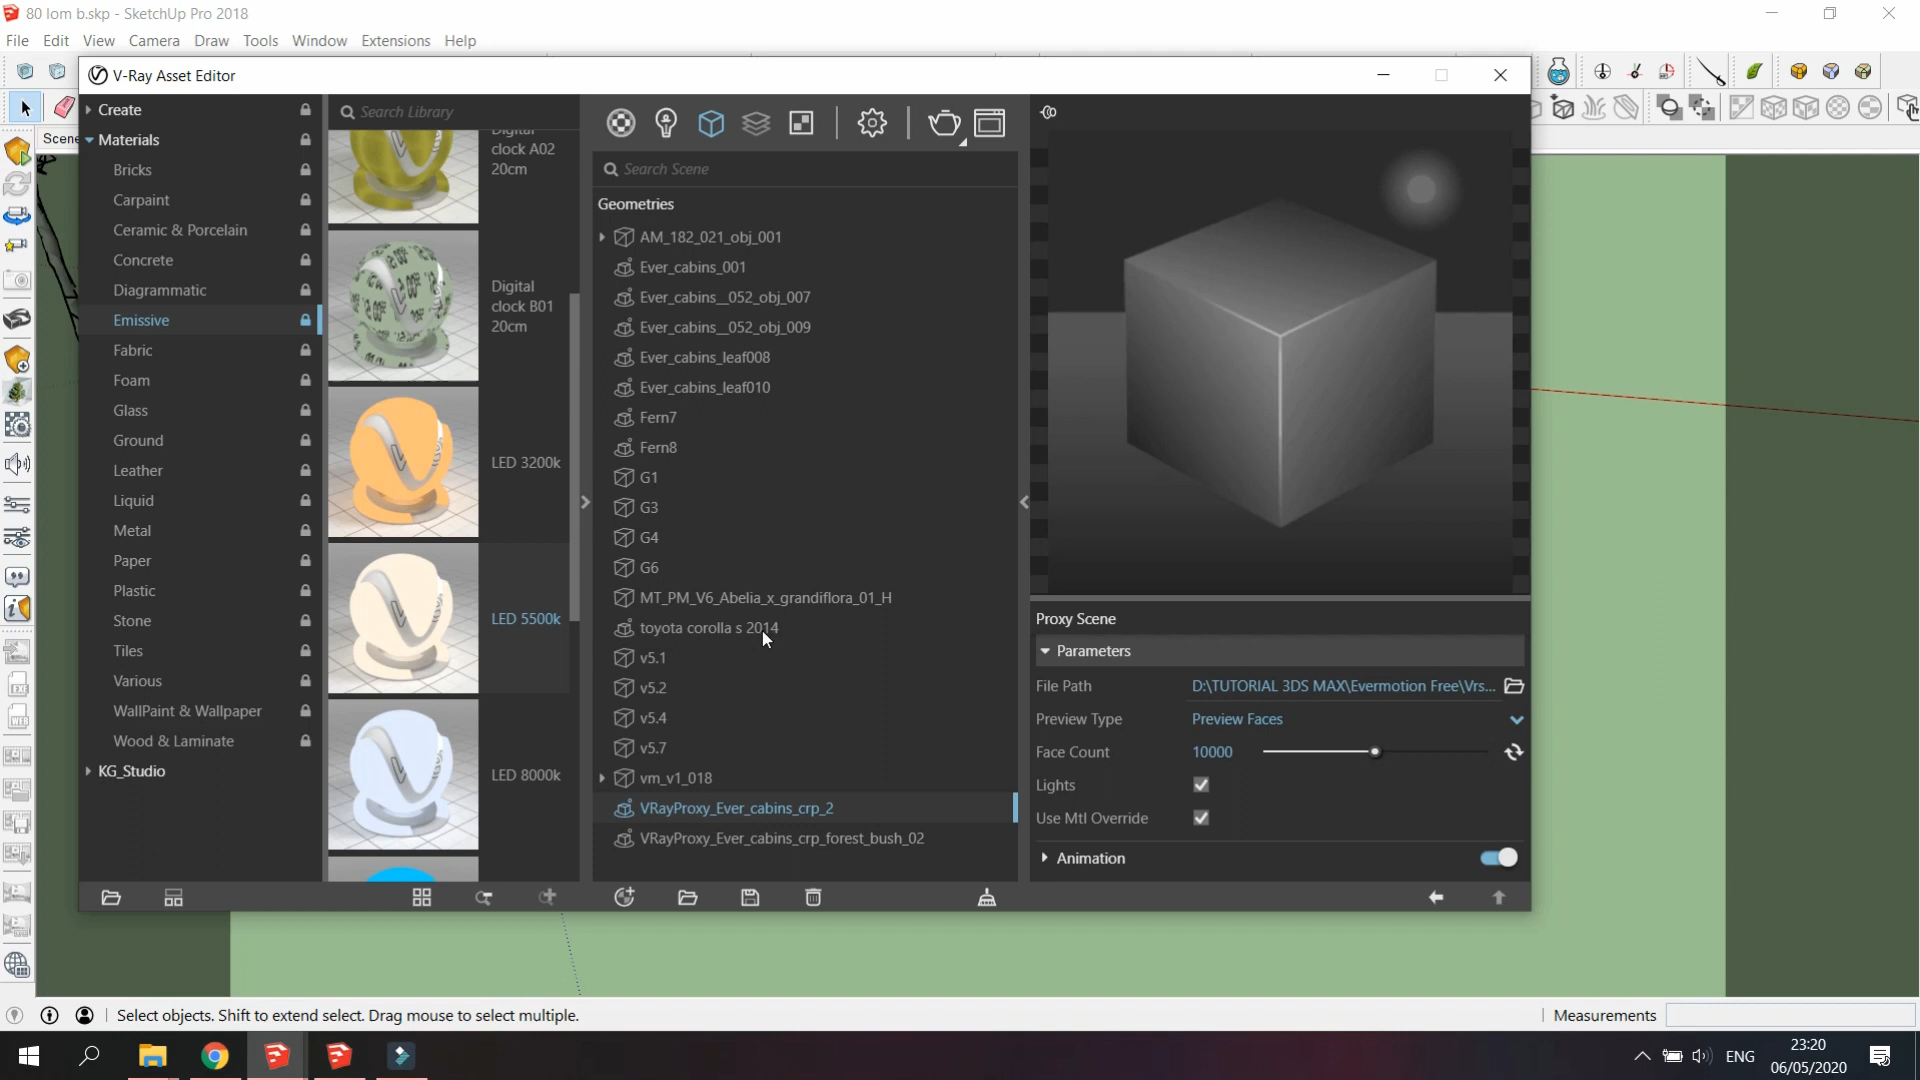 80 lom b.skp - SketchUp Pro 2018
File Edit View Camera Draw Tools Window Extensions Help
V-Ray Asset Editor
Scene
Create
Materials
Bricks
Carpaint
Ceramic & Porcelain
Concrete
Diagrammatic
Emissive
Fabric
Foam
Glass
Ground
Leather
Liquid
Metal
Paper
Plastic
Stone
Tiles
Various
WallPaint & Wallpaper
Wood & Laminate
KG_Studio
Search Library
Digital
clock A02
20cm
Digital
clock B01
20cm
LED 3200k
LED 5500k
LED 8000k
Search Scene
Geometries
AM_182_021_obj_001
Ever_cabins_001
Ever_cabins__052_obj_007
Ever_cabins__052_obj_009
Ever_cabins_leaf008
Ever_cabins_leaf010
Fern7
Fern8
G1
G3
G4
G6
MT_PM_V6_Abelia_x_grandiflora_01_H
toyota corolla s 2014
v5.1
v5.2
v5.4
v5.7
vm_v1_018
VRayProxy_Ever_cabins_crp_2
VRayProxy_Ever_cabins_crp_forest_bush_02
Proxy Scene
Parameters
File Path D:\TUTORIAL 3DS MAX\Evermotion Free\Vrs...
Preview Type Preview Faces
Face Count 10000
Lights
Use Mtl Override
Animation
Select objects. Shift to extend select. Drag mouse to select multiple.
Measurements
ENG
23:20
06/05/2020